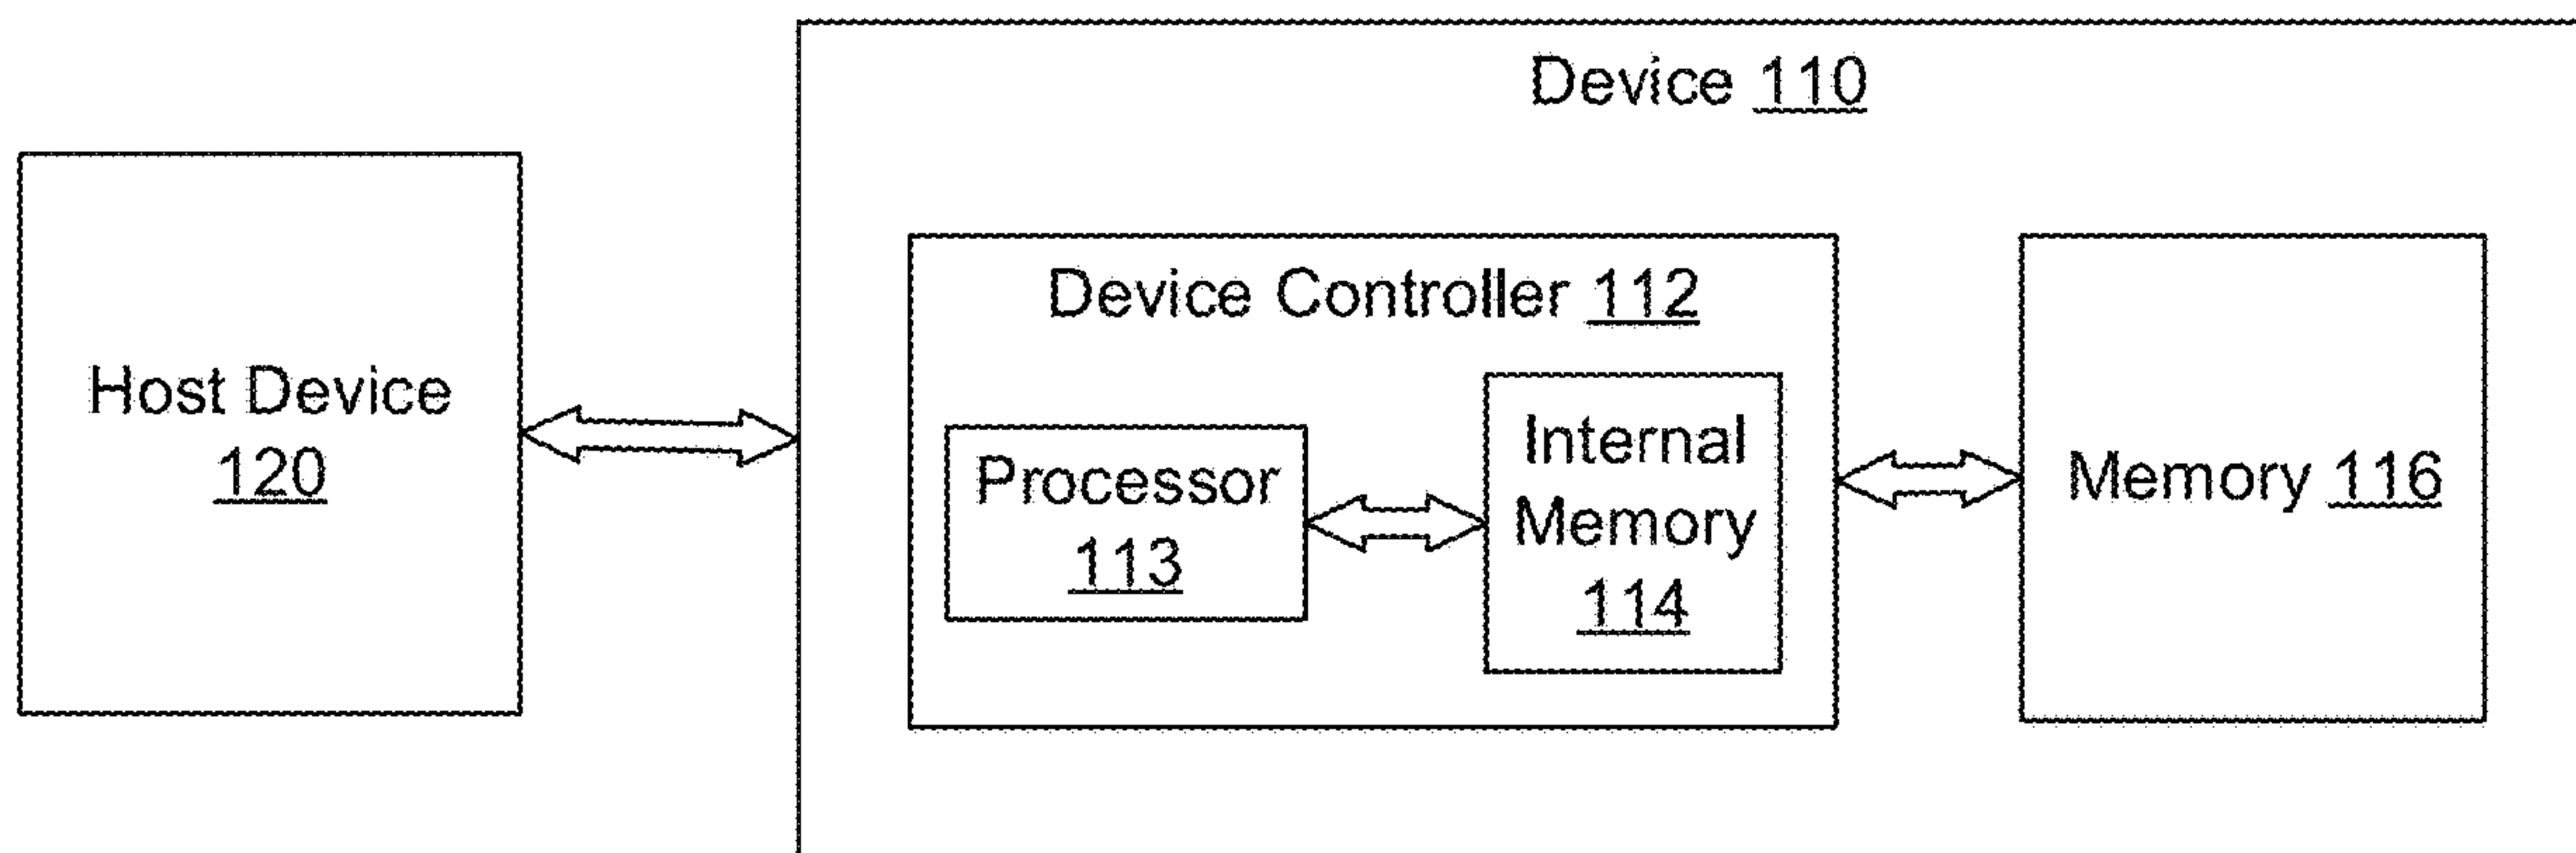 Device 110
Host Device
120
Device Controller 112
Processor
113
Internal
Memory
114
Memory 116